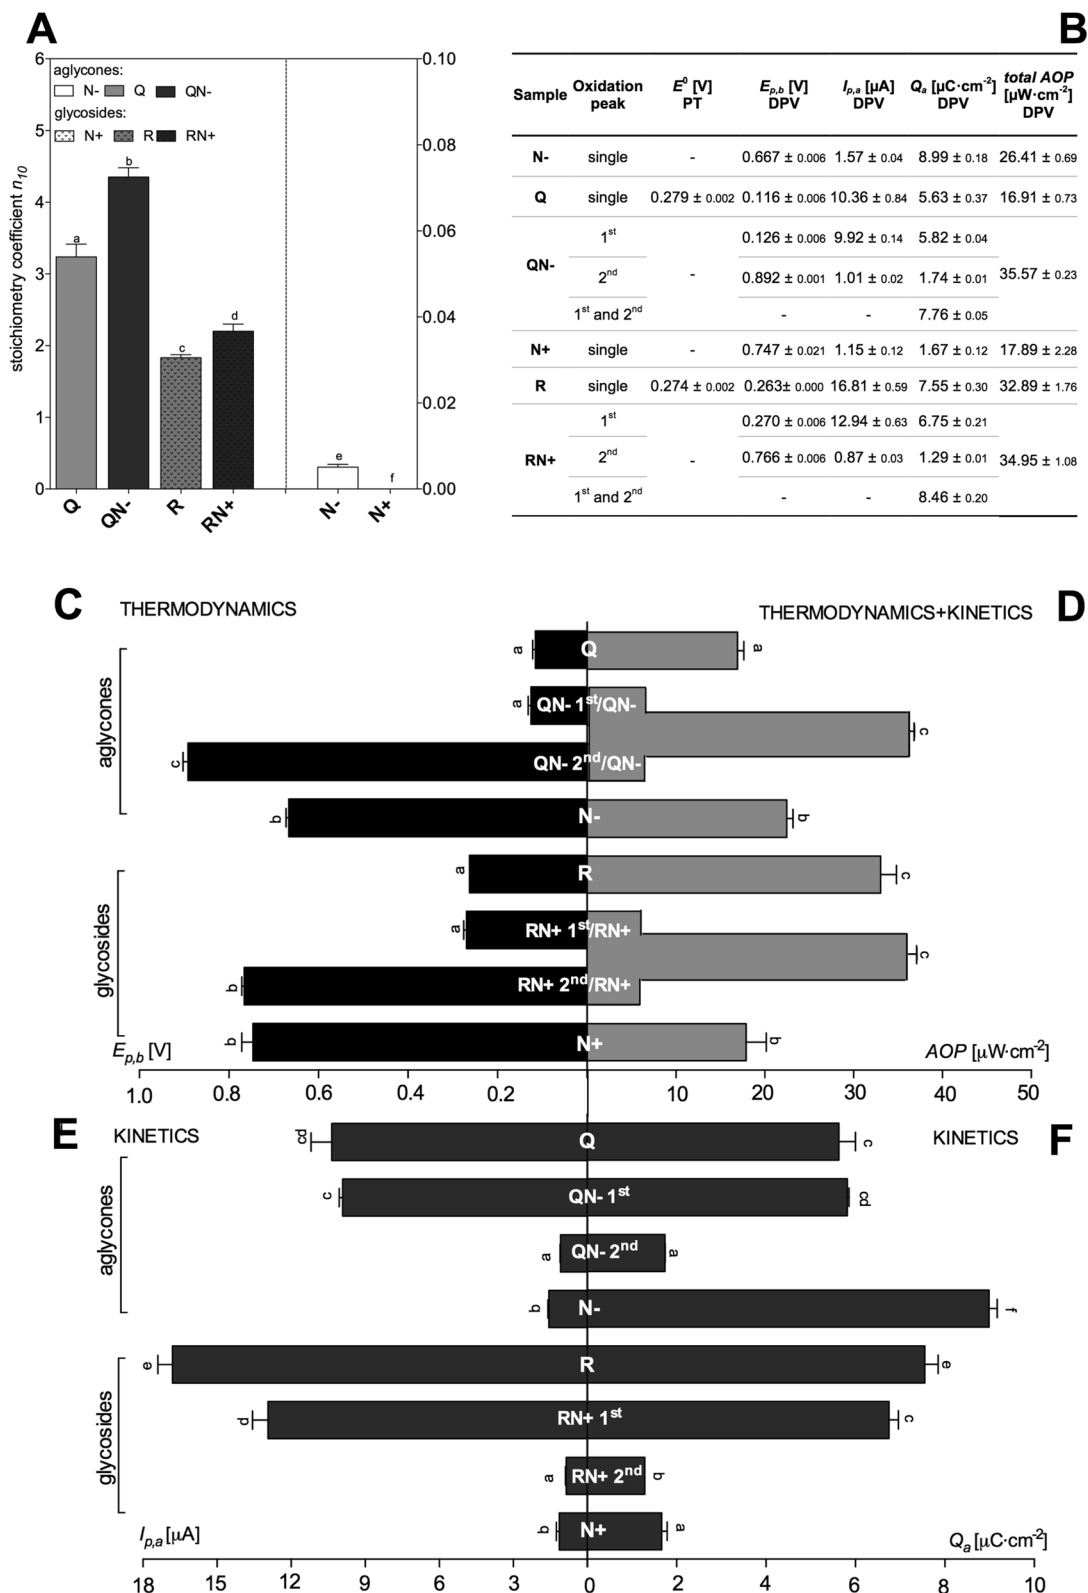 A
B
6
5
4
3
2
1
0
stoichiometry coefficient n10
aglycones:
N- Q QN-
glycosides:
N+ R RN+
a
b
c
d
e
f
0.10
0.08
0.06
0.04
0.02
0.00
Q QN- R RN+ N- N+
Sample Oxidation peak E⁰ [V] PT Ep,b [V] DPV Ip,a [µA] DPV Qa [µC·cm⁻²] DPV total AOP [µW·cm⁻²] DPV
N- single - 0.667 ± 0.006 1.57 ± 0.04 8.99 ± 0.18 26.41 ± 0.69
Q single 0.279 ± 0.002 0.116 ± 0.006 10.36 ± 0.84 5.63 ± 0.37 16.91 ± 0.73
1st 0.126 ± 0.006 9.92 ± 0.14 5.82 ± 0.04
QN- 2nd - 0.892 ± 0.001 1.01 ± 0.02 1.74 ± 0.01 35.57 ± 0.23
1st and 2nd - - 7.76 ± 0.05
N+ single - 0.747 ± 0.021 1.15 ± 0.12 1.67 ± 0.12 17.89 ± 2.28
R single 0.274 ± 0.002 0.263± 0.000 16.81 ± 0.59 7.55 ± 0.30 32.89 ± 1.76
1st 0.270 ± 0.006 12.94 ± 0.63 6.75 ± 0.21
RN+ 2nd - 0.766 ± 0.006 0.87 ± 0.03 1.29 ± 0.01 34.95 ± 1.08
1st and 2nd - - 8.46 ± 0.20
C THERMODYNAMICS
THERMODYNAMICS+KINETICS D
aglycones
glycosides
a Q a
a QN- 1st/QN-
c
c QN- 2nd/QN-
b N- b
a R c
a RN+ 1st/RN+
c
b RN+ 2nd/RN+
b N+ b
Ep,b [V]
AOP [µW·cm⁻²]
1.0 0.8 0.6 0.4 0.2 10 20 30 40 50
E KINETICS
KINETICS F
aglycones
glycosides
cd Q c
c QN- 1st cd
a QN- 2nd a
b N- f
e R e
d RN+ 1st c
a RN+ 2nd b
b N+ a
Ip,a [µA]
Qa [µC·cm⁻²]
18 15 12 9 6 3 0 2 4 6 8 10